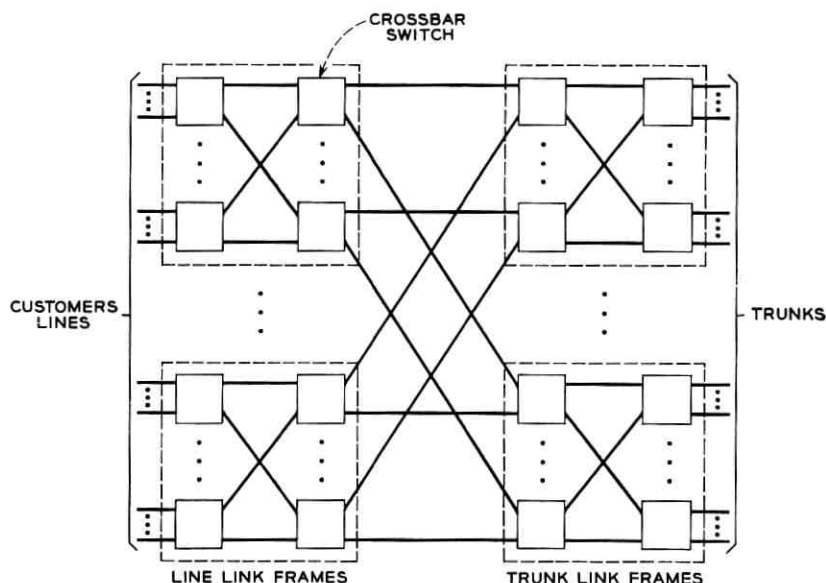 CROSSBAR
SWITCH
CUSTOMERS
LINES
TRUNKS
LINE LINK FRAMES
TRUNK LINK FRAMES